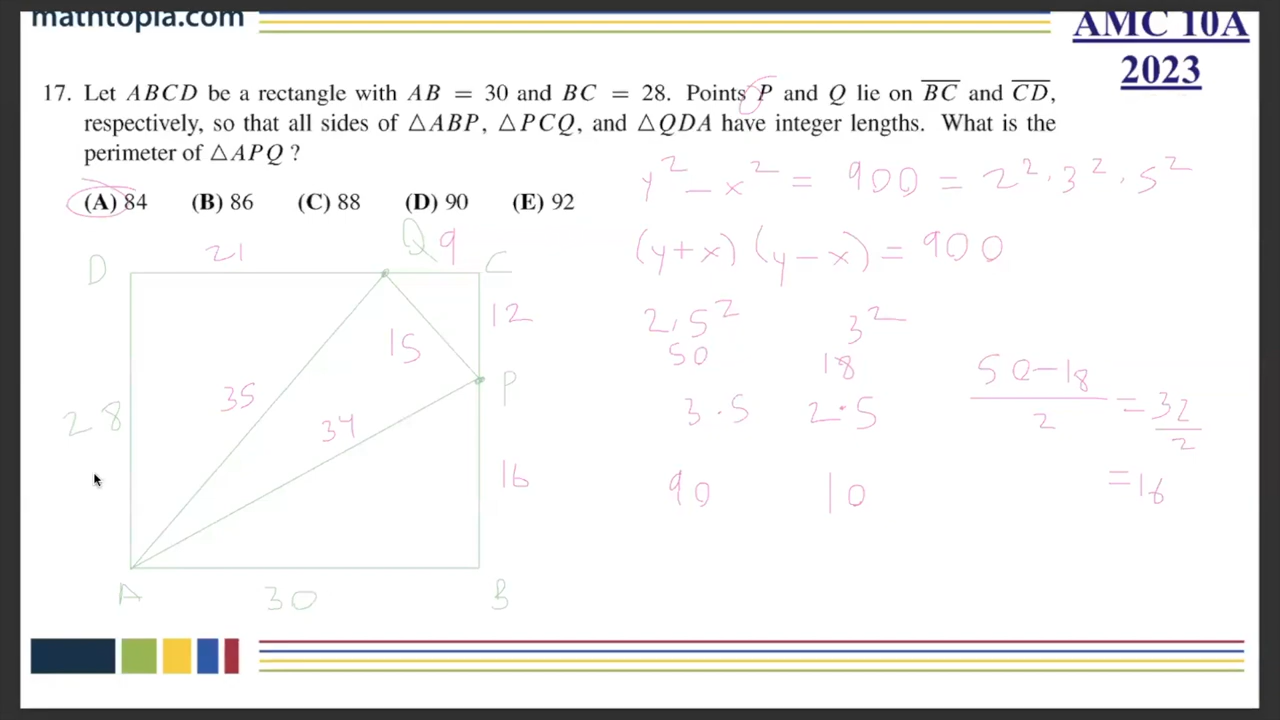 mathtopia.com
AMC 10A
2023
17. Let ABCD be a rectangle with AB = 30 and BC = 28. Points P and Q lie on BC and CD,
respectively, so that all sides of △ABP, △PCQ, and △QDA have integer lengths. What is the
perimeter of △APQ ?
(A) 84 (B) 86 (C) 88 (D) 90 (E) 92
y² − x² = 900 = 2² · 3² · 5²
(y + x) (y − x) = 900
2.5² 3²
50 18
3 · 5 2 · 5
90 10
50 − 18
2
= 32
2
= 16
D 21 Q 9 C
12
15
35
P
28
34
16
A 30 B